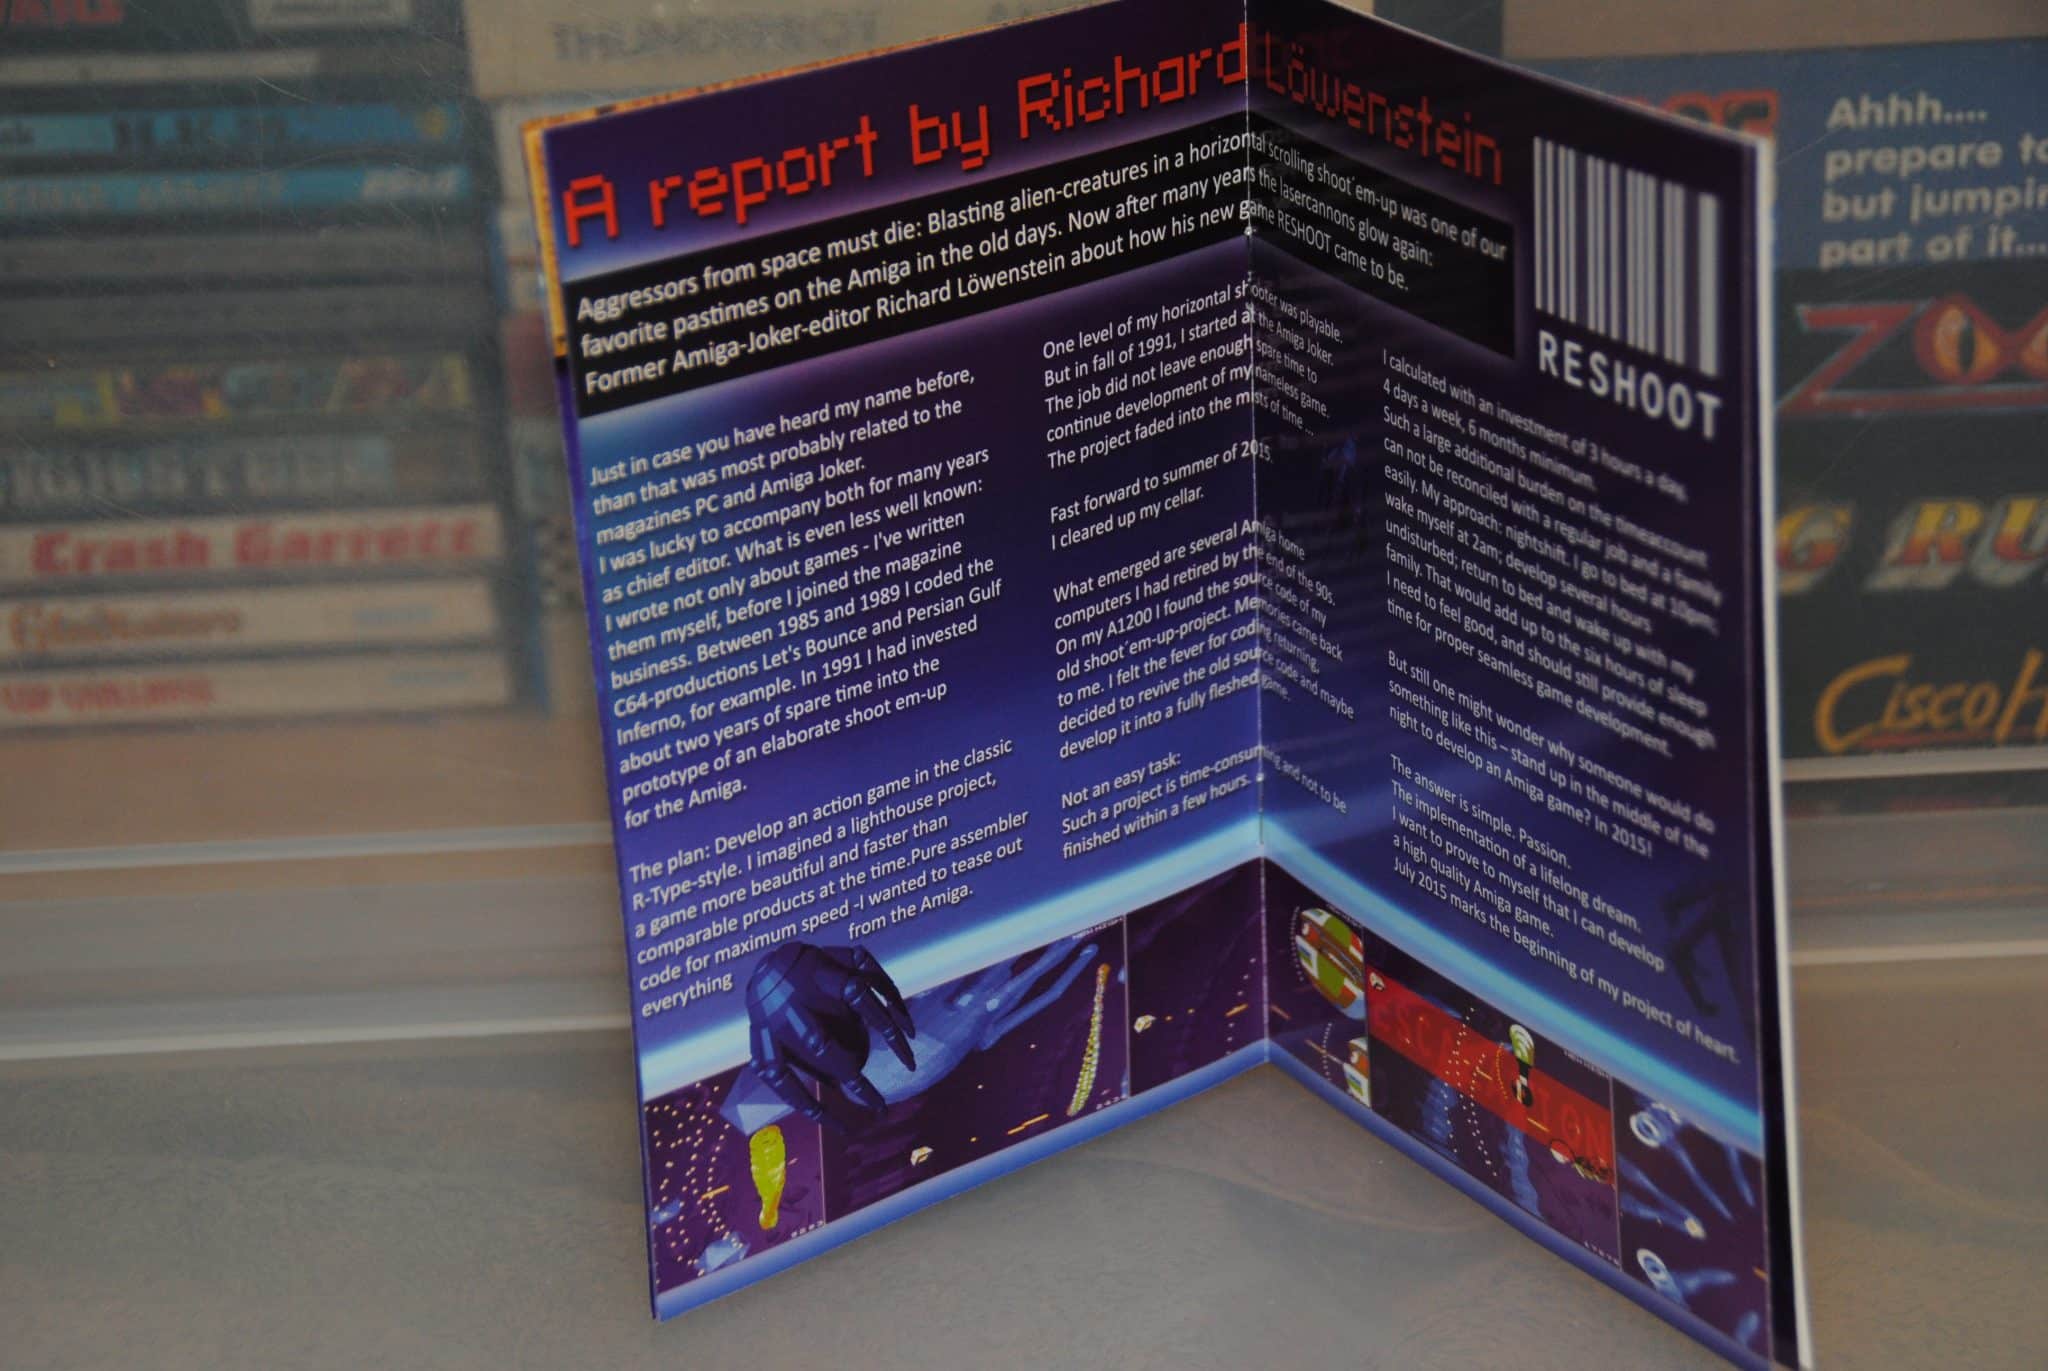 A report by Richard Löwenstein
Aggressors from space must die: Blasting alien-creatures in a horizontal scrolling shoot´em-up was one of our
favorite pastimes on the Amiga in the old days. Now after many years the lasercannons glow again:
Former Amiga-Joker-editor Richard Löwenstein about how his new game RESHOOT came to be.
RESHOOT
Just in case you have heard my name before,
than that was most probably related to the
magazines PC and Amiga Joker.
I was lucky to accompany both for many years
as chief editor. What is even less well known:
I wrote not only about games - I've written
them myself, before I joined the magazine
business. Between 1985 and 1989 I coded the
C64-productions Let's Bounce and Persian Gulf
Inferno, for example. In 1991 I had invested
about two years of spare time into the
prototype of an elaborate shoot em-up
for the Amiga.
The plan: Develop an action game in the classic
R-Type-style. I imagined a lighthouse project,
a game more beautiful and faster than
comparable products at the time.Pure assembler
code for maximum speed -I wanted to tease out
everything from the Amiga.
One level of my horizontal shooter was playable.
But in fall of 1991, I started at the Amiga Joker.
The job did not leave enough spare time to
continue development of my nameless game.
The project faded into the mists of time ...
Fast forward to summer of 2015.
I cleared up my cellar.
What emerged are several Amiga home
computers I had retired by the end of the 90s.
On my A1200 I found the source code of my
old shoot´em-up-project. Memories came back
to me. I felt the fever for coding returning,
decided to revive the old source code and maybe
develop it into a fully fleshed game.
Not an easy task:
Such a project is time-consuming and not to be
finished within a few hours.
I calculated with an investment of 3 hours a day,
4 days a week, 6 months minimum.
Such a large additional burden on the timeaccount
can not be reconciled with a regular job and a family
easily. My approach: nightshift. I go to bed at 10pm;
wake myself at 2am; develop several hours
undisturbed; return to bed and wake up with my
family. That would add up to the six hours of sleep
I need to feel good, and should still provide enough
time for proper seamless game development.
But still one might wonder why someone would do
something like this – stand up in the middle of the
night to develop an Amiga game? In 2015!
The answer is simple. Passion.
The implementation of a lifelong dream.
I want to prove to myself that I can develop
a high quality Amiga game.
July 2015 marks the beginning of my project of heart.
Ahhh....
prepare to
but jumpin
part of it...
ZOO
G RU
Cisco H
Crash Garrett
Gladiators